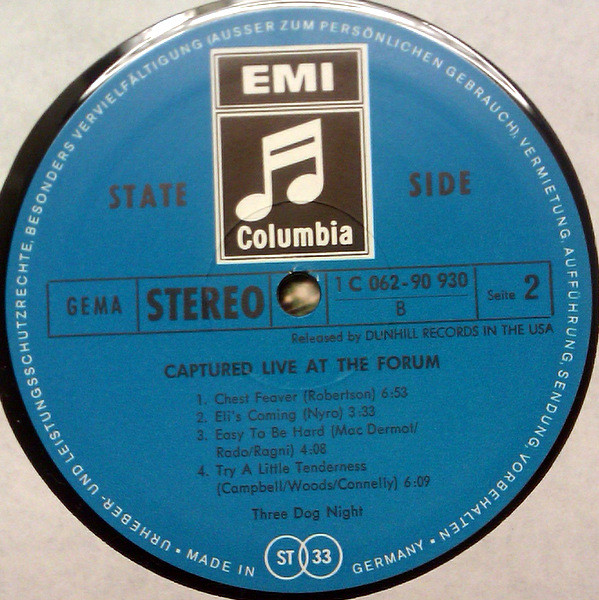 URHEBER- UND LEISTUNGSSCHUTZRECHTE, BESONDERS VERVIELFÄLTIGUNG (AUSSER ZUM PERSÖNLICHEN GEBRAUCH), VERMIETUNG, AUFFÜHRUNG, SENDUNG, VORBEHALTEN
EMI
STATE SIDE
Columbia
GEMA STEREO 1 C 062-90 930 Seite 2
B
Released by DUNHILL RECORDS IN THE USA
CAPTURED LIVE AT THE FORUM
1. Chest Feaver (Robertson) 6:53
2. Eli's Coming (Nyro) 3:33
3. Easy To Be Hard (Mac Dermot/
Rado/Ragni) 4:08
4. Try A Little Tenderness
(Campbell/Woods/Connelly) 6:09
Three Dog Night
• MADE IN ST 33 GERMANY •